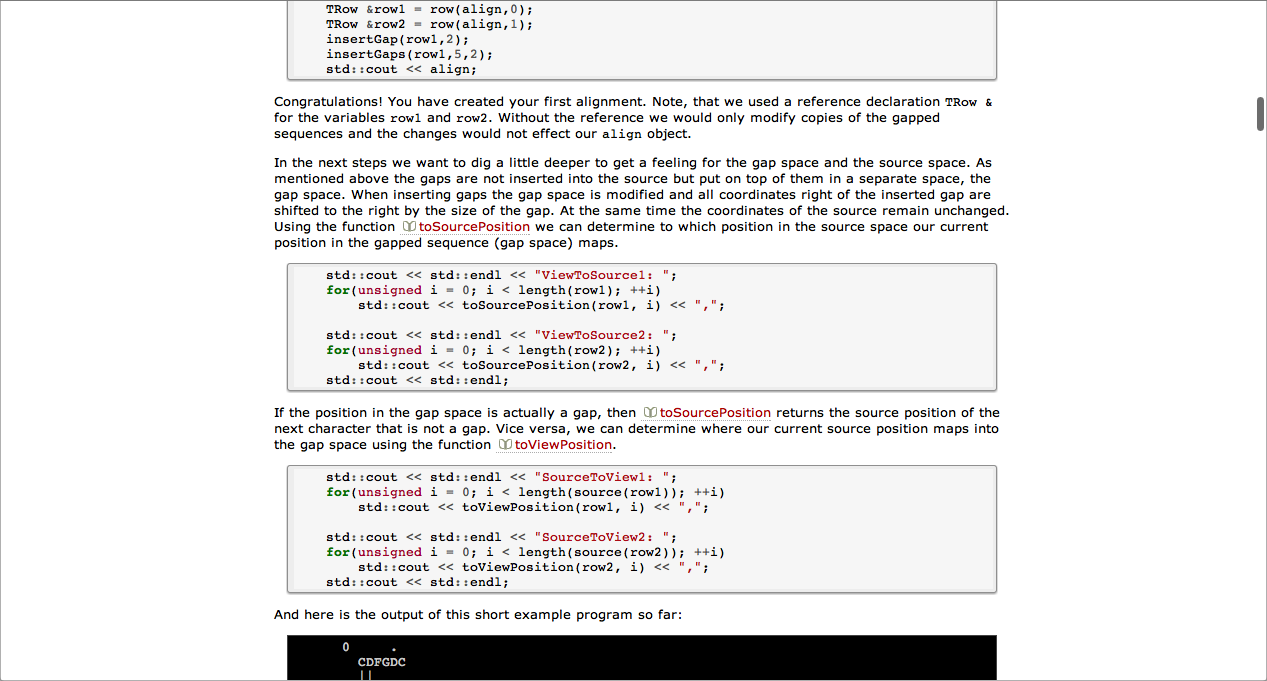 TRow &row1 = row(align,0);
TRow &row2 = row(align,1);
insertGap(row1,2);
insertGaps(row1,5,2);
std::cout << align;
Congratulations! You have created your first alignment. Note, that we used a reference declaration TRow &
for the variables row1 and row2. Without the reference we would only modify copies of the gapped
sequences and the changes would not effect our align object.
In the next steps we want to dig a little deeper to get a feeling for the gap space and the source space. As
mentioned above the gaps are not inserted into the source but put on top of them in a separate space, the
gap space. When inserting gaps the gap space is modified and all coordinates right of the inserted gap are
shifted to the right by the size of the gap. At the same time the coordinates of the source remain unchanged.
Using the function toSourcePosition we can determine to which position in the source space our current
position in the gapped sequence (gap space) maps.
std::cout << std::endl << "ViewToSource1: ";
for(unsigned i = 0; i < length(row1); ++i)
std::cout << toSourcePosition(row1, i) << ",";
std::cout << std::endl << "ViewToSource2: ";
for(unsigned i = 0; i < length(row2); ++i)
std::cout << toSourcePosition(row2, i) << ",";
std::cout << std::endl;
If the position in the gap space is actually a gap, then toSourcePosition returns the source position of the
next character that is not a gap. Vice versa, we can determine where our current source position maps into
the gap space using the function toViewPosition.
std::cout << std::endl << "SourceToView1: ";
for(unsigned i = 0; i < length(source(row1)); ++i)
std::cout << toViewPosition(row1, i) << ",";
std::cout << std::endl << "SourceToView2: ";
for(unsigned i = 0; i < length(source(row2)); ++i)
std::cout << toViewPosition(row2, i) << ",";
std::cout << std::endl;
And here is the output of this short example program so far:
0 .
CDFGDC
||